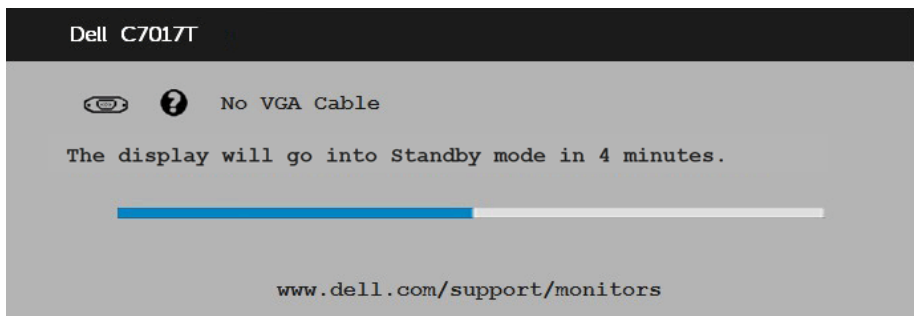 Dell C7017T
No VGA Cable
The display will go into Standby mode in 4 minutes.
www.dell.com/support/monitors